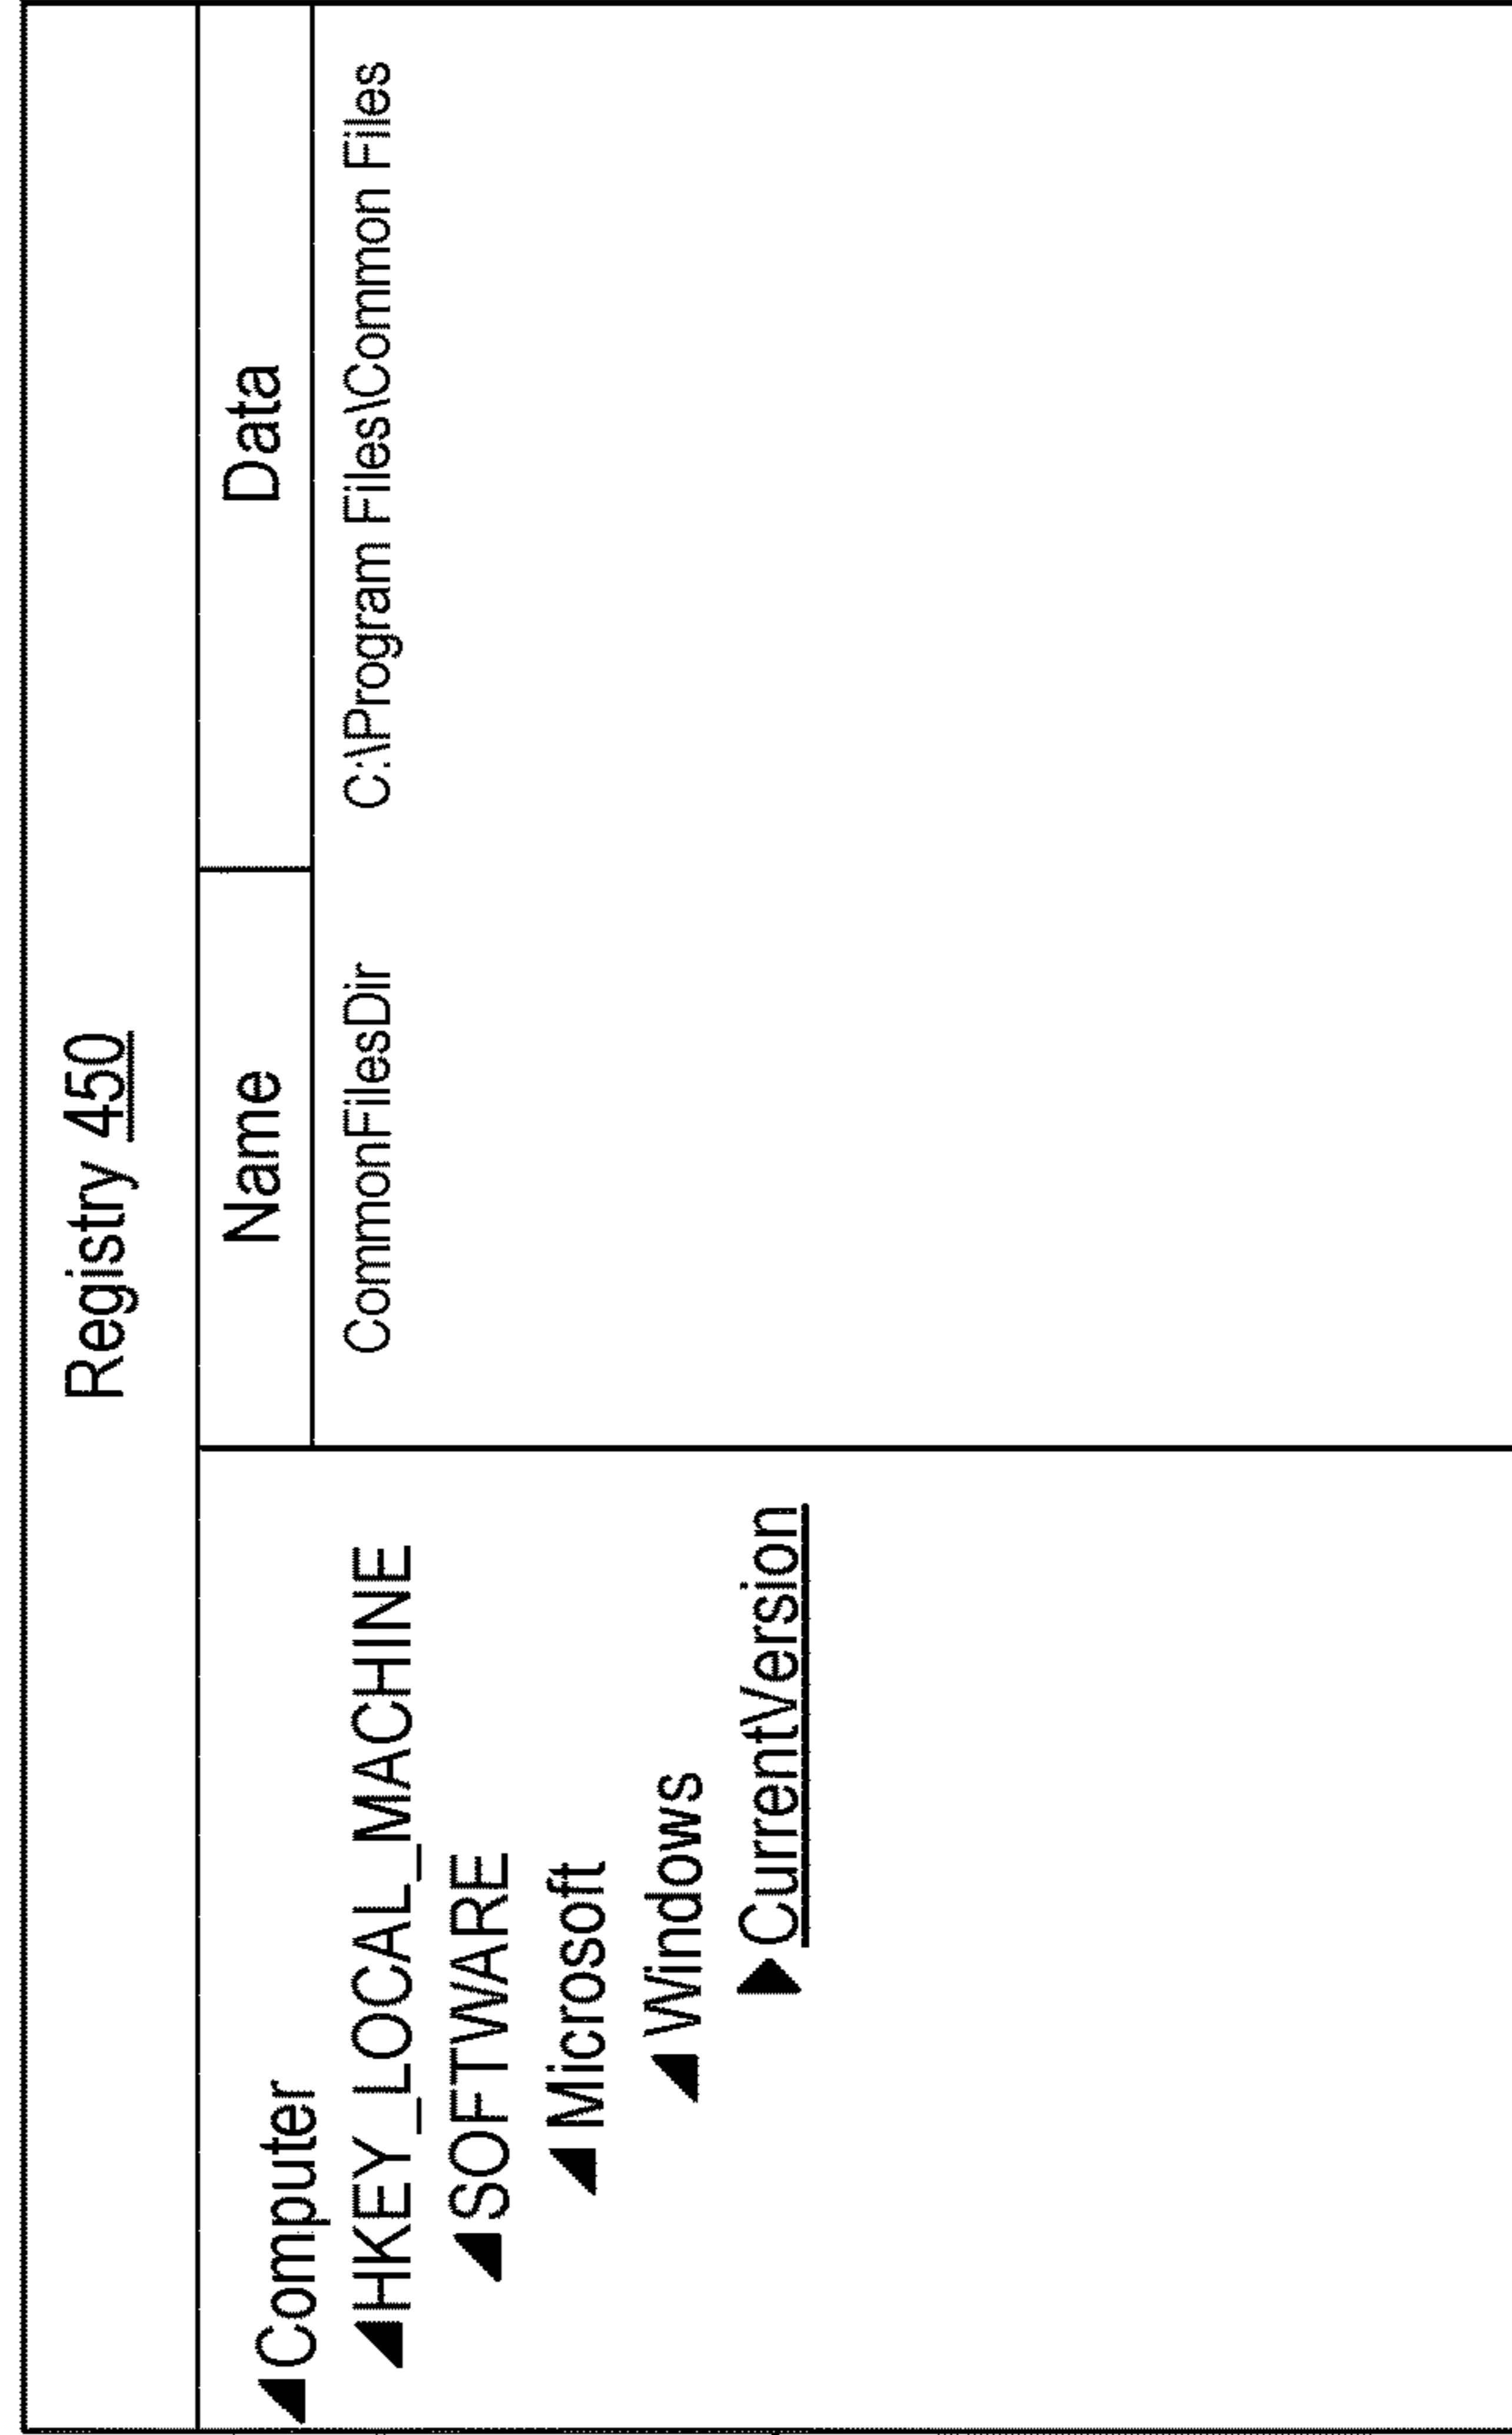 Registry 450
Name Data
CommonFilesDir C:\Program Files\Common Files
Computer
HKEY_LOCAL_MACHINE
SOFTWARE
Microsoft
Windows
CurrentVersion